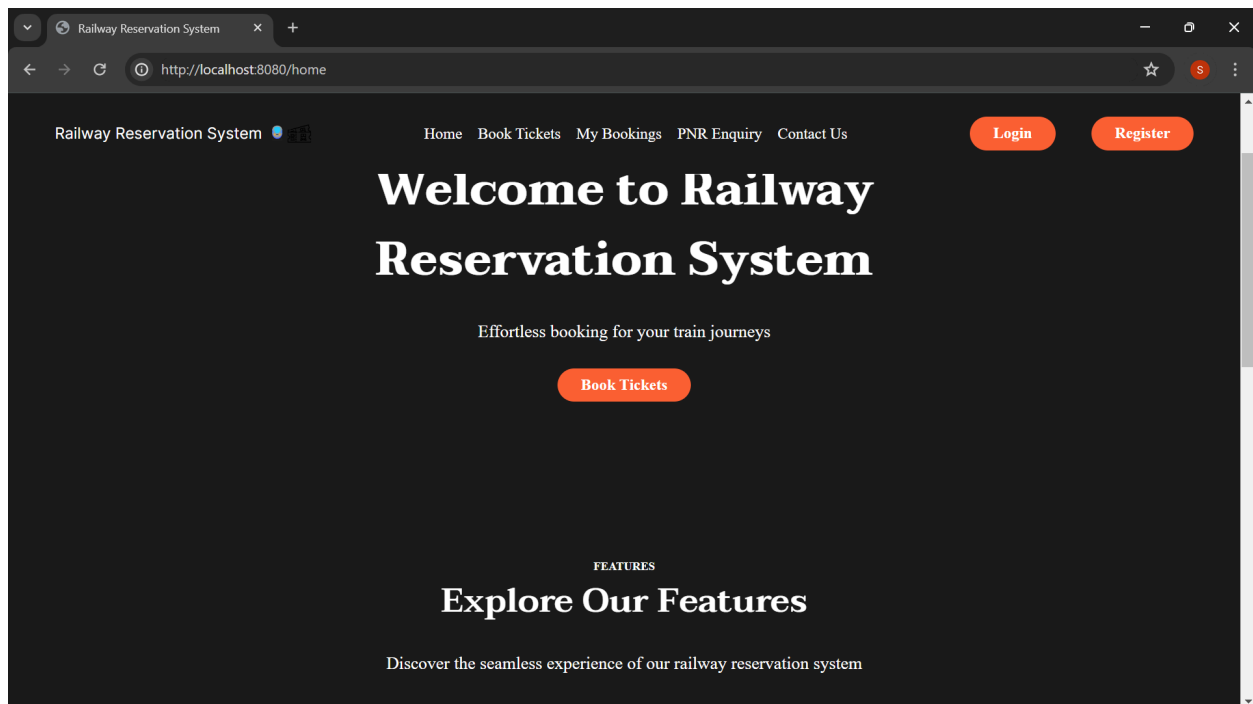 Railway Reservation System
http://localhost:8080/home
S
Railway Reservation System
Home Book Tickets My Bookings PNR Enquiry Contact Us
Login
Register
Welcome to Railway
Reservation System
Effortless booking for your train journeys
Book Tickets
FEATURES
Explore Our Features
Discover the seamless experience of our railway reservation system